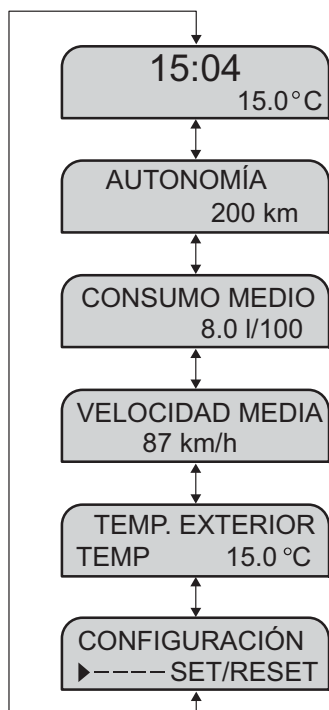 15:04
15.0°C
AUTONOMÍA
200 km
CONSUMO MEDIO
8.0 l/100
VELOCIDAD MEDIA
87 km/h
TEMP. EXTERIOR
TEMP 15.0 °C
CONFIGURACIÓN
▶---- SET/RESET